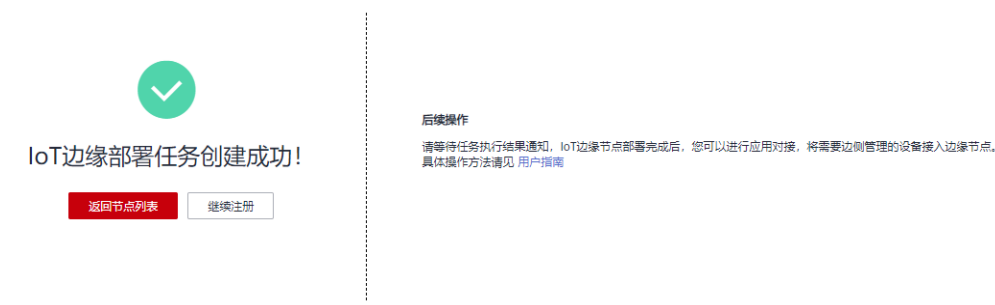 IoT边缘部署任务创建成功！
返回节点列表
继续注册
后续操作
请等待任务执行结果通知，IoT边缘节点部署完成后，您可以进行应用对接，将需要边侧管理的设备接入边缘节点。
具体操作方法请见 用户指南